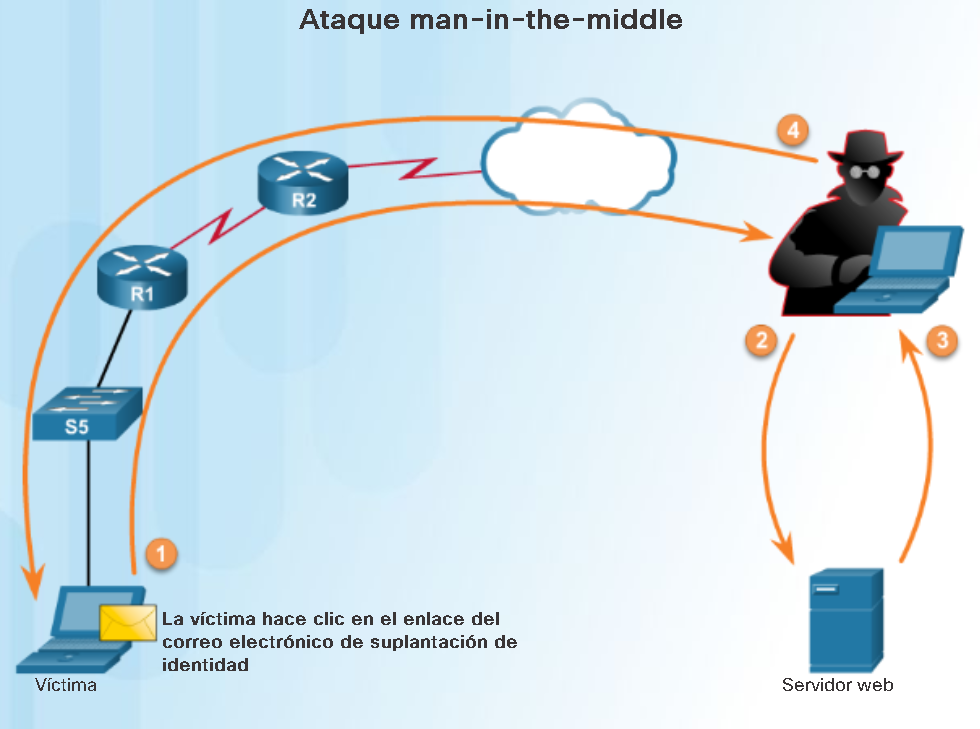 Ataque man-in-the-middle
4
R2
R1
2
3
S5
1
La víctima hace clic en el enlace del
correo electrónico de suplantación de
identidad
Víctima
Servidor web